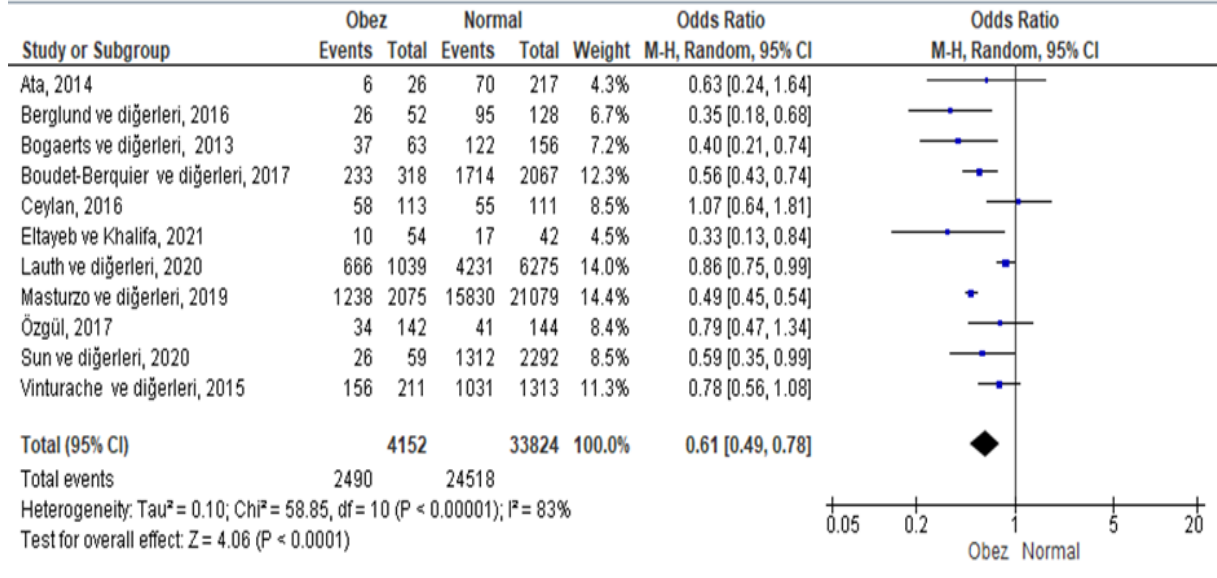 Obez Normal Odds Ratio Odds Ratio
Study or Subgroup Events Total Events Total Weight M-H, Random, 95% CI M-H, Random, 95% CI
Ata, 2014 6 26 70 217 4.3% 0.63 [0.24, 1.64]
Berglund ve diğerleri, 2016 26 52 95 128 6.7% 0.35 [0.18, 0.68]
Bogaerts ve diğerleri, 2013 37 63 122 156 7.2% 0.40 [0.21, 0.74]
Boudet-Berquier ve diğerleri, 2017 233 318 1714 2067 12.3% 0.56 [0.43, 0.74]
Ceylan, 2016 58 113 55 111 8.5% 1.07 [0.64, 1.81]
Eltayeb ve Khalifa, 2021 10 54 17 42 4.5% 0.33 [0.13, 0.84]
Lauth ve diğerleri, 2020 666 1039 4231 6275 14.0% 0.86 [0.75, 0.99]
Masturzo ve diğerleri, 2019 1238 2075 15830 21079 14.4% 0.49 [0.45, 0.54]
Özgül, 2017 34 142 41 144 8.4% 0.79 [0.47, 1.34]
Sun ve diğerleri, 2020 26 59 1312 2292 8.5% 0.59 [0.35, 0.99]
Vinturache ve diğerleri, 2015 156 211 1031 1313 11.3% 0.78 [0.56, 1.08]
Total (95% CI) 4152 33824 100.0% 0.61 [0.49, 0.78]
Total events 2490 24518
Heterogeneity: Tau² = 0.10; Chi² = 58.85, df = 10 (P < 0.00001); I² = 83%
Test for overall effect: Z = 4.06 (P < 0.0001)
0.05 0.2 1 5 20
Obez Normal